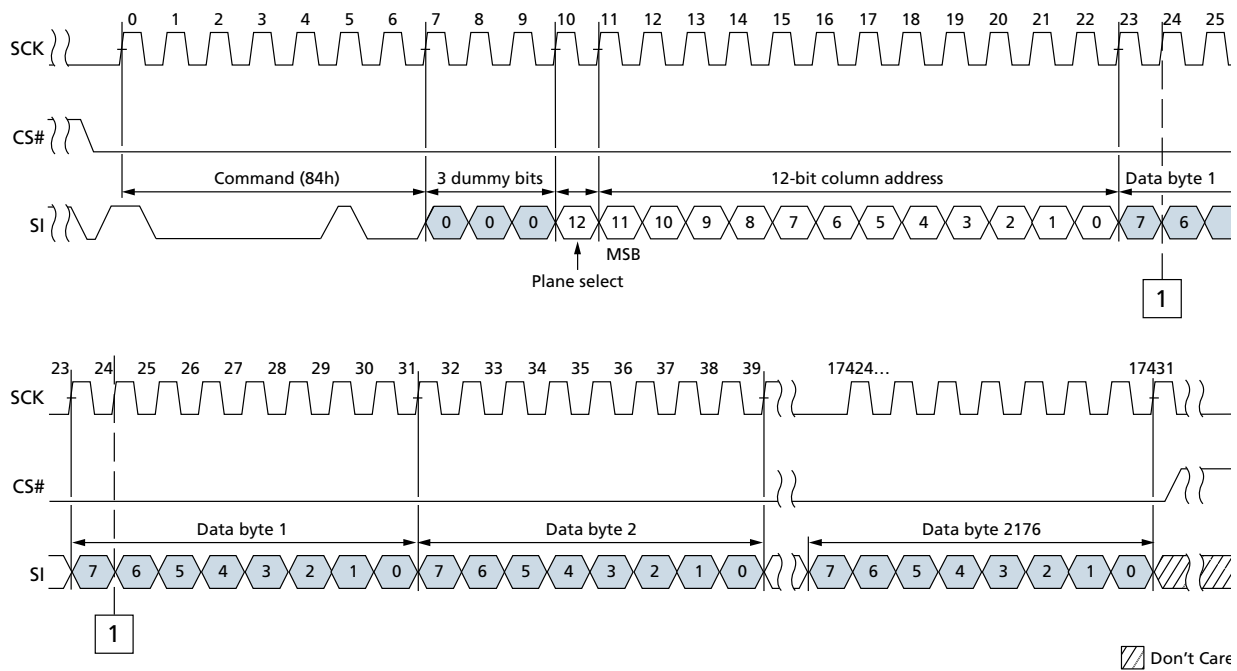 0 1 2 3 4 5 6 7 8 9 10 11 12 13 14 15 16 17 18 19 20 21 22 23 24 25
SCK
CS#
Command (84h) 3 dummy bits 12-bit column address Data byte 1
SI 0 0 0 12 11 10 9 8 7 6 5 4 3 2 1 0 7 6
MSB
Plane select
1
23 24 25 26 27 28 29 30 31 32 33 34 35 36 37 38 39 17424... 17431
SCK
CS#
Data byte 1 Data byte 2 Data byte 2176
SI 7 6 5 4 3 2 1 0 7 6 5 4 3 2 1 0 7 6 5 4 3 2 1 0
1
Don't Care